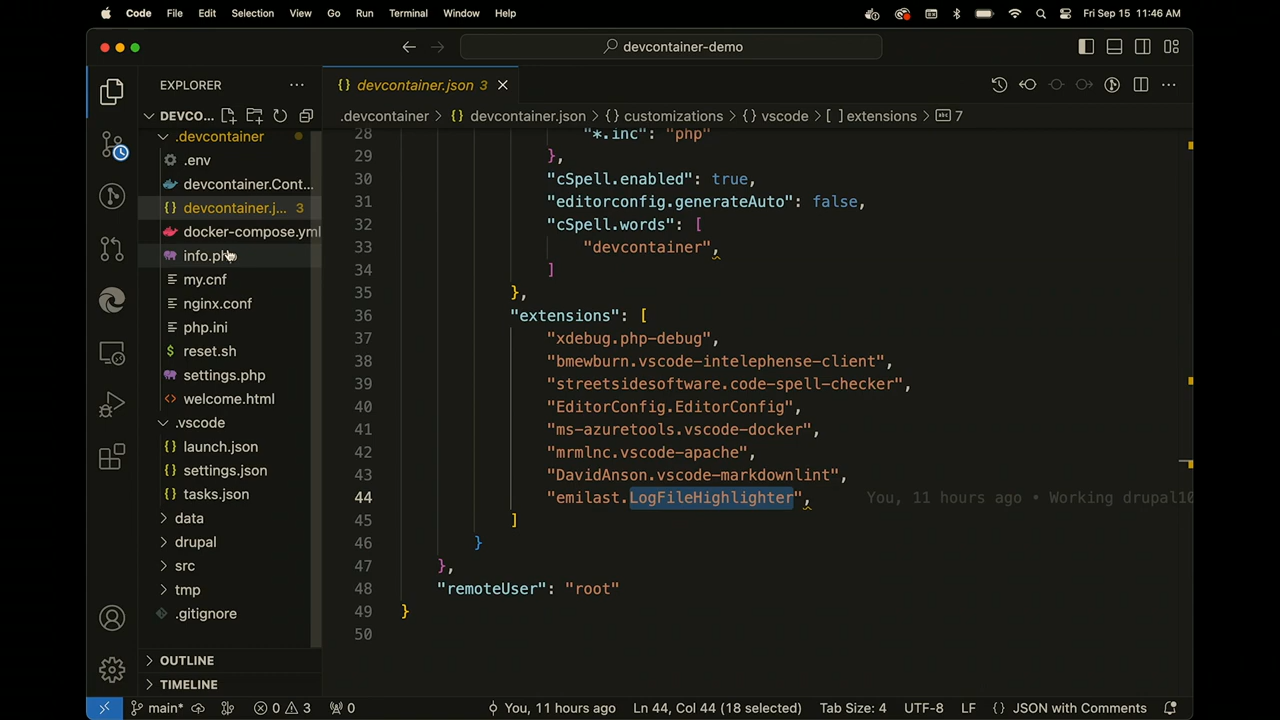 Code File Edit Selection View Go Run Terminal Window Help Fri Sep 15 11:46 AM
devcontainer-demo
EXPLORER
devcontainer.json 3
DEVCO...
.devcontainer > devcontainer.json > customizations > vscode > extensions > 7
.devcontainer
.env
devcontainer.Cont...
devcontainer.j... 3
docker-compose.yml
info.php
my.cnf
nginx.conf
php.ini
reset.sh
settings.php
welcome.html
.vscode
launch.json
settings.json
tasks.json
data
drupal
src
tmp
.gitignore
OUTLINE
TIMELINE
28 "*.inc": "php"
29 },
30 "cSpell.enabled": true,
31 "editorconfig.generateAuto": false,
32 "cSpell.words": [
33 "devcontainer",
34 ]
35 },
36 "extensions": [
37 "xdebug.php-debug",
38 "bmewburn.vscode-intelephense-client",
39 "streetsidesoftware.code-spell-checker",
40 "EditorConfig.EditorConfig",
41 "ms-azuretools.vscode-docker",
42 "mrmlnc.vscode-apache",
43 "DavidAnson.vscode-markdownlint",
44 "emilast.LogFileHighlighter", You, 11 hours ago • Working drupal10
45 ]
46 }
47 },
48 "remoteUser": "root"
49 }
50
main* 0 3 0 You, 11 hours ago Ln 44, Col 44 (18 selected) Tab Size: 4 UTF-8 LF {} JSON with Comments